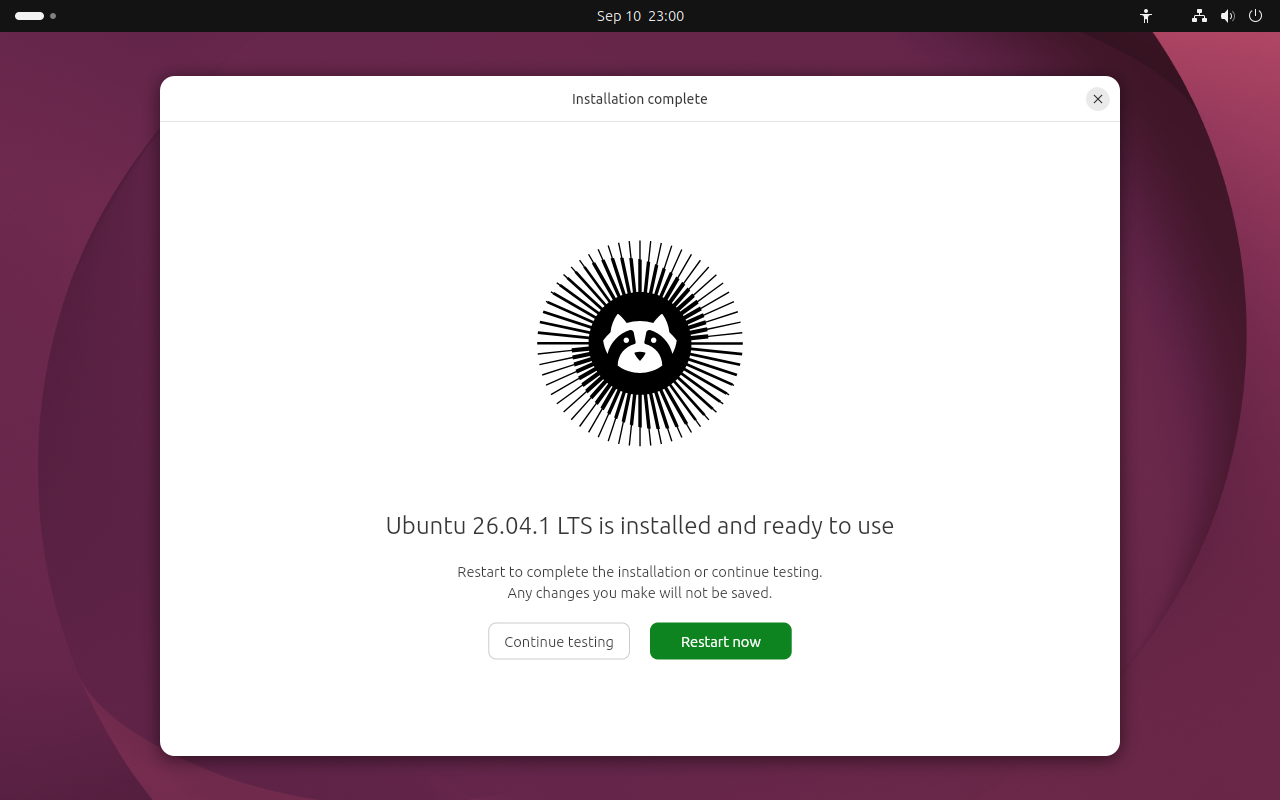 Sep 10 23:00
Installation complete
Ubuntu 26.04.1 LTS is installed and ready to use
Restart to complete the installation or continue testing.
Any changes you make will not be saved.
Continue testing
Restart now